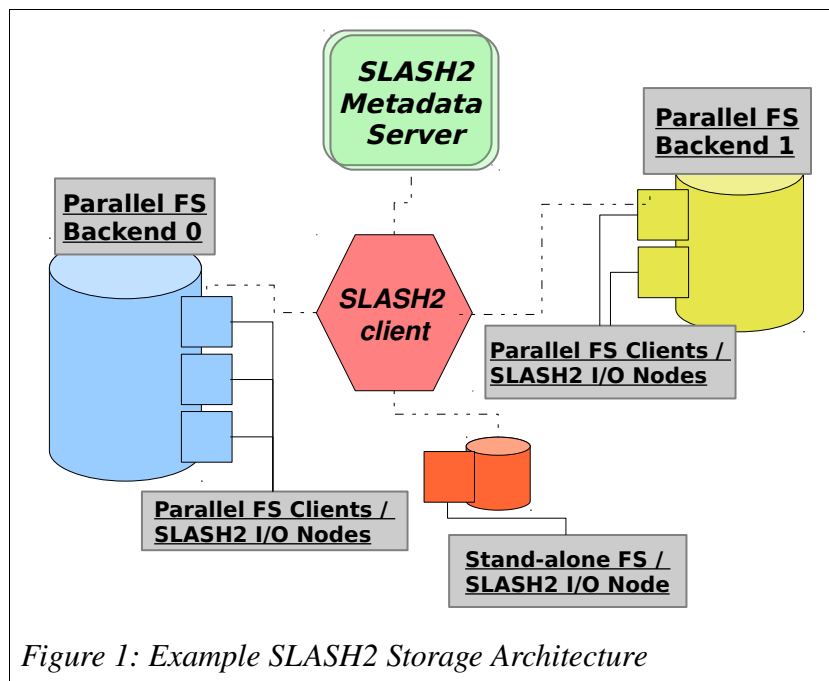 SLASH2
Metadata
Server
Parallel FS
Backend 1
Parallel FS
Backend 0
SLASH2
client
Parallel FS Clients /
SLASH2 I/O Nodes
Parallel FS Clients /
SLASH2 I/O Nodes
Stand-alone FS /
SLASH2 I/O Node
Figure 1: Example SLASH2 Storage Architecture